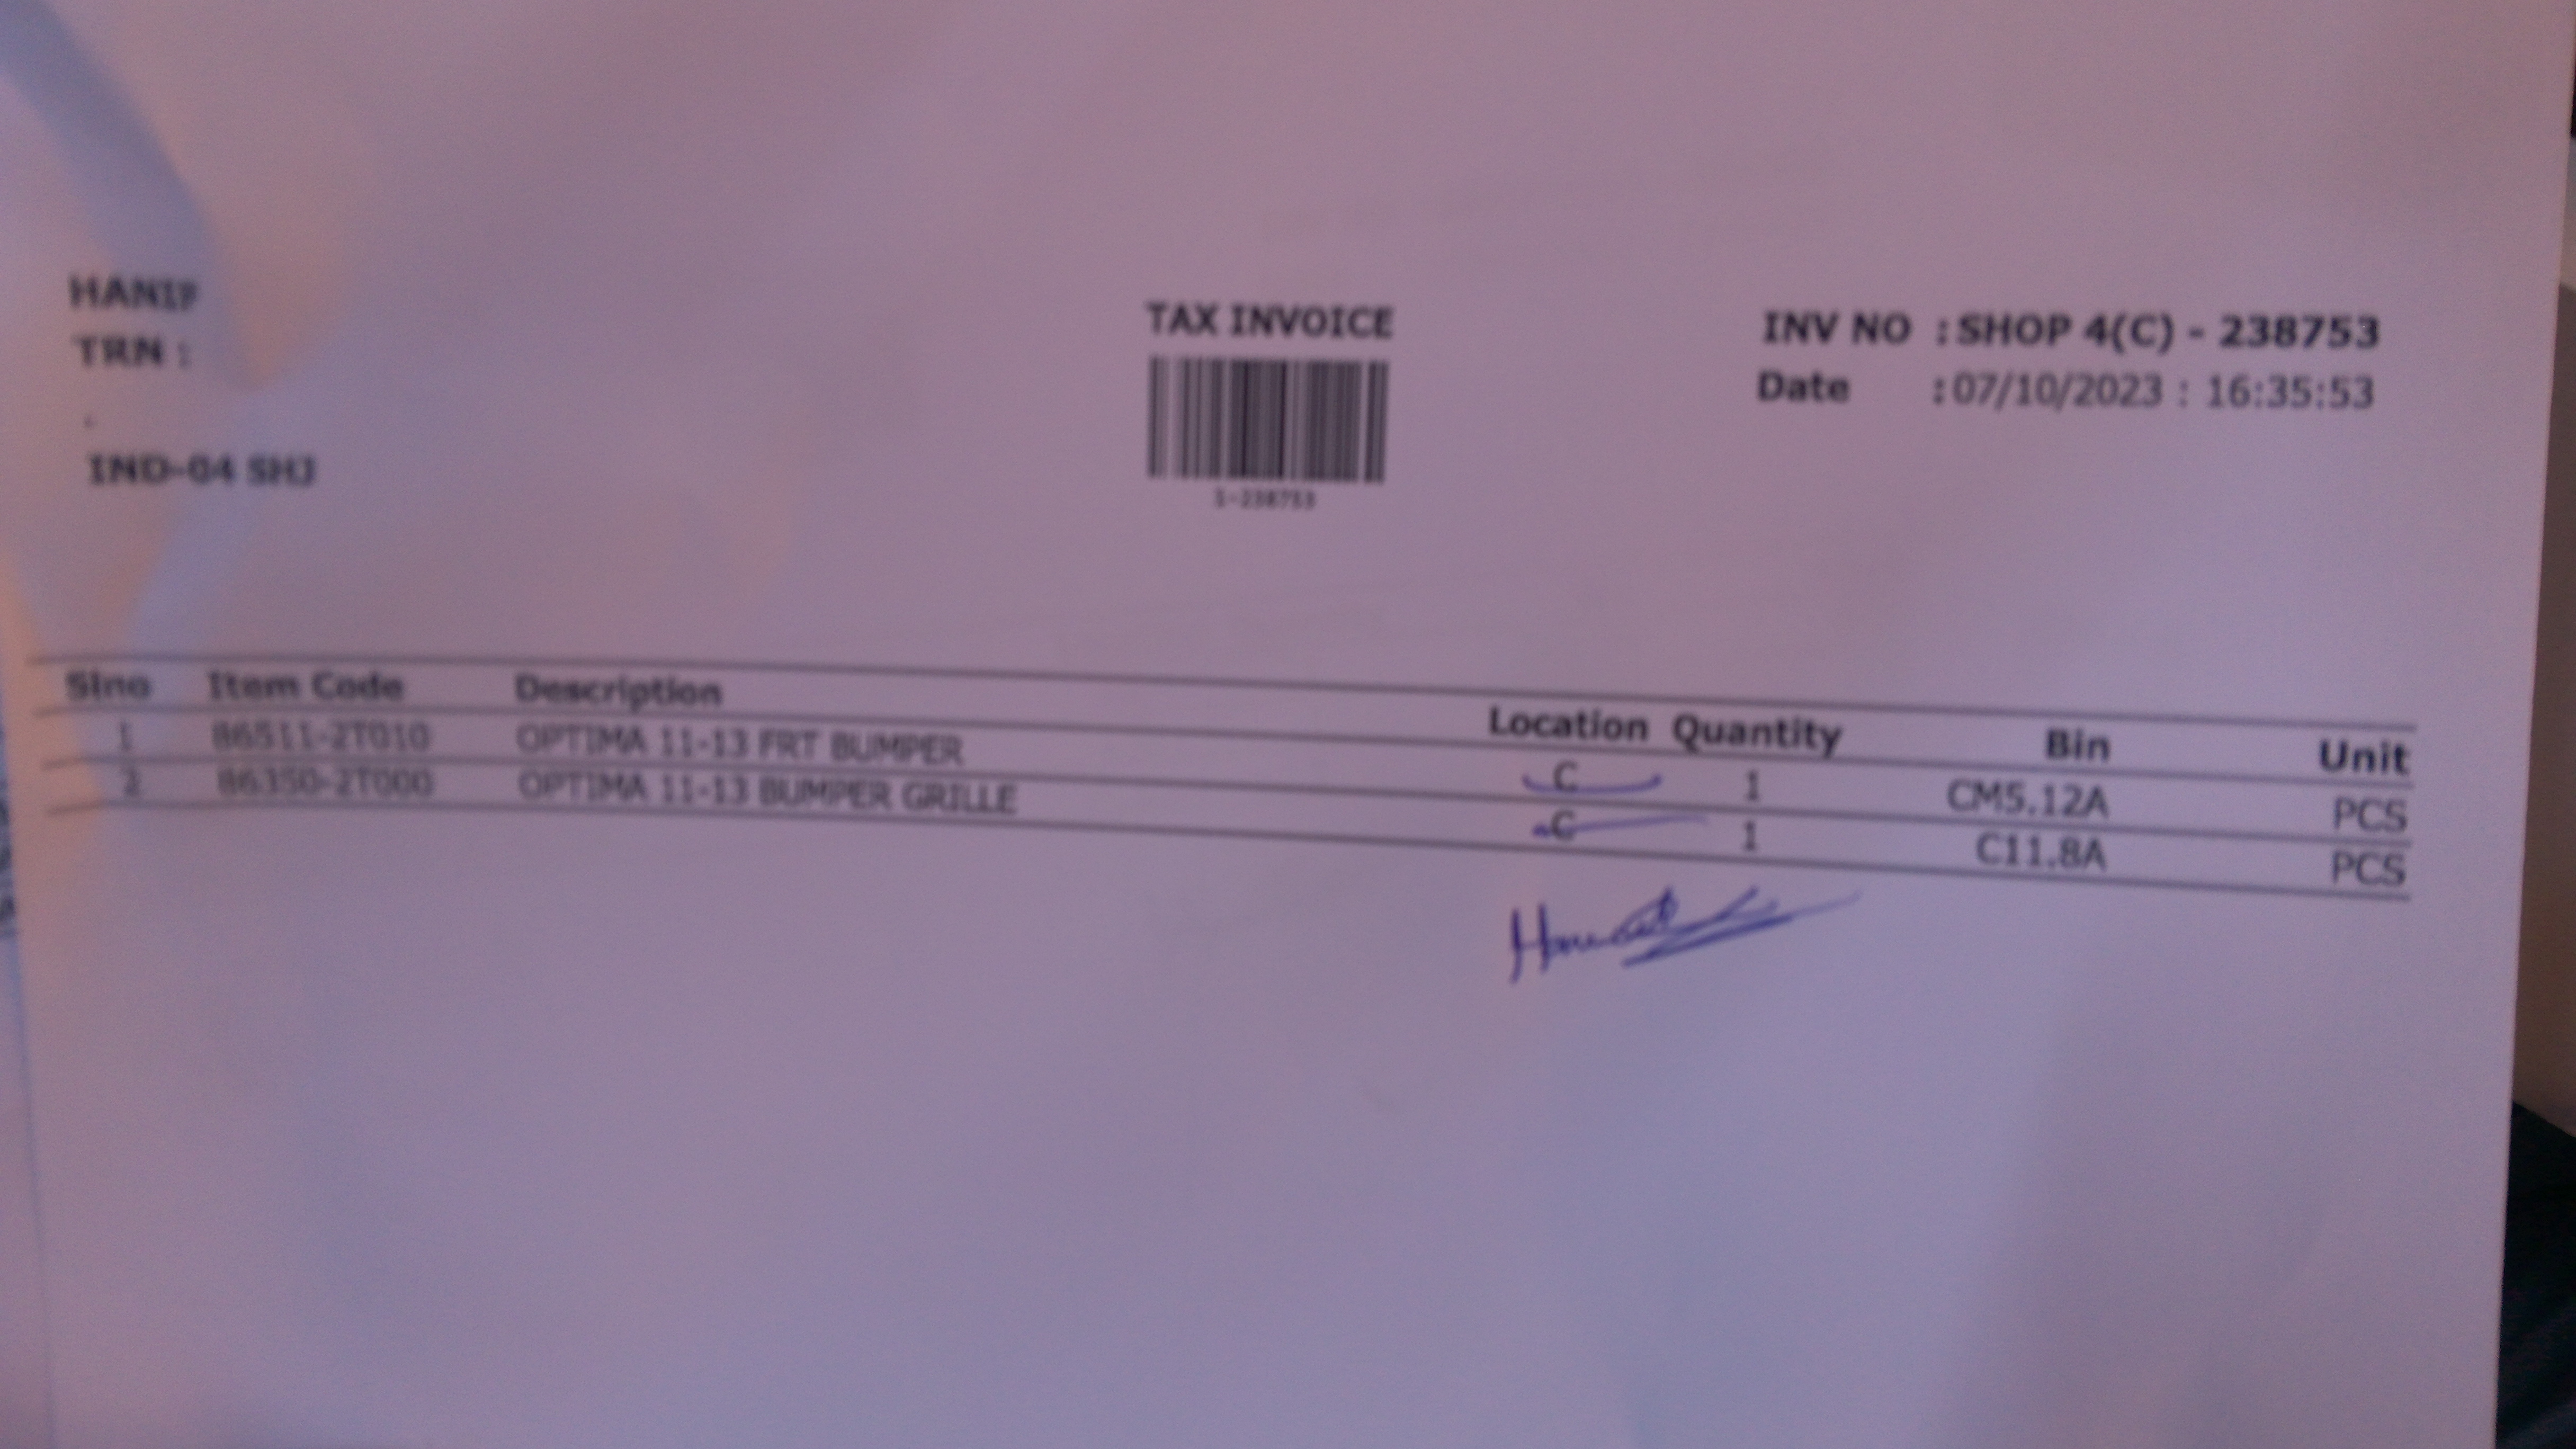 HANIF
TRN :
.
IND-04 SHJ
TAX INVOICE
1-238753
INV NO : SHOP 4(C) - 238753
Date : 07/10/2023 : 16:35:53
Slno Item Code Description Location Quantity Bin Unit
1 86511-2T010 OPTIMA 11-13 FRT BUMPER C 1 CM5.12A PCS
2 86350-2T000 OPTIMA 11-13 BUMPER GRILLE C 1 C11.8A PCS